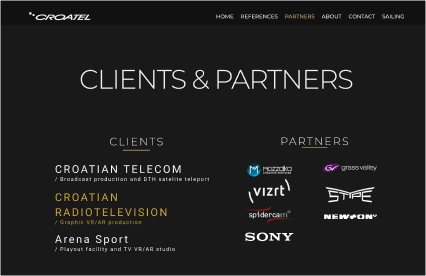 CROATEL
HOME REFERENCES PARTNERS ABOUT CONTACT SAILING
CLIENTS & PARTNERS
CLIENTS
CROATIAN TELECOM
/ Broadcast production and DTH satellite teleport
CROATIAN
RADIOTELEVISION
/ Graphic VR/AR production
Arena Sport
/ Playout facility and TV VR/AR studio
PARTNERS
Mozzaik
grass valley
vizrt
STYPE
spidercam
NEWTON
SONY